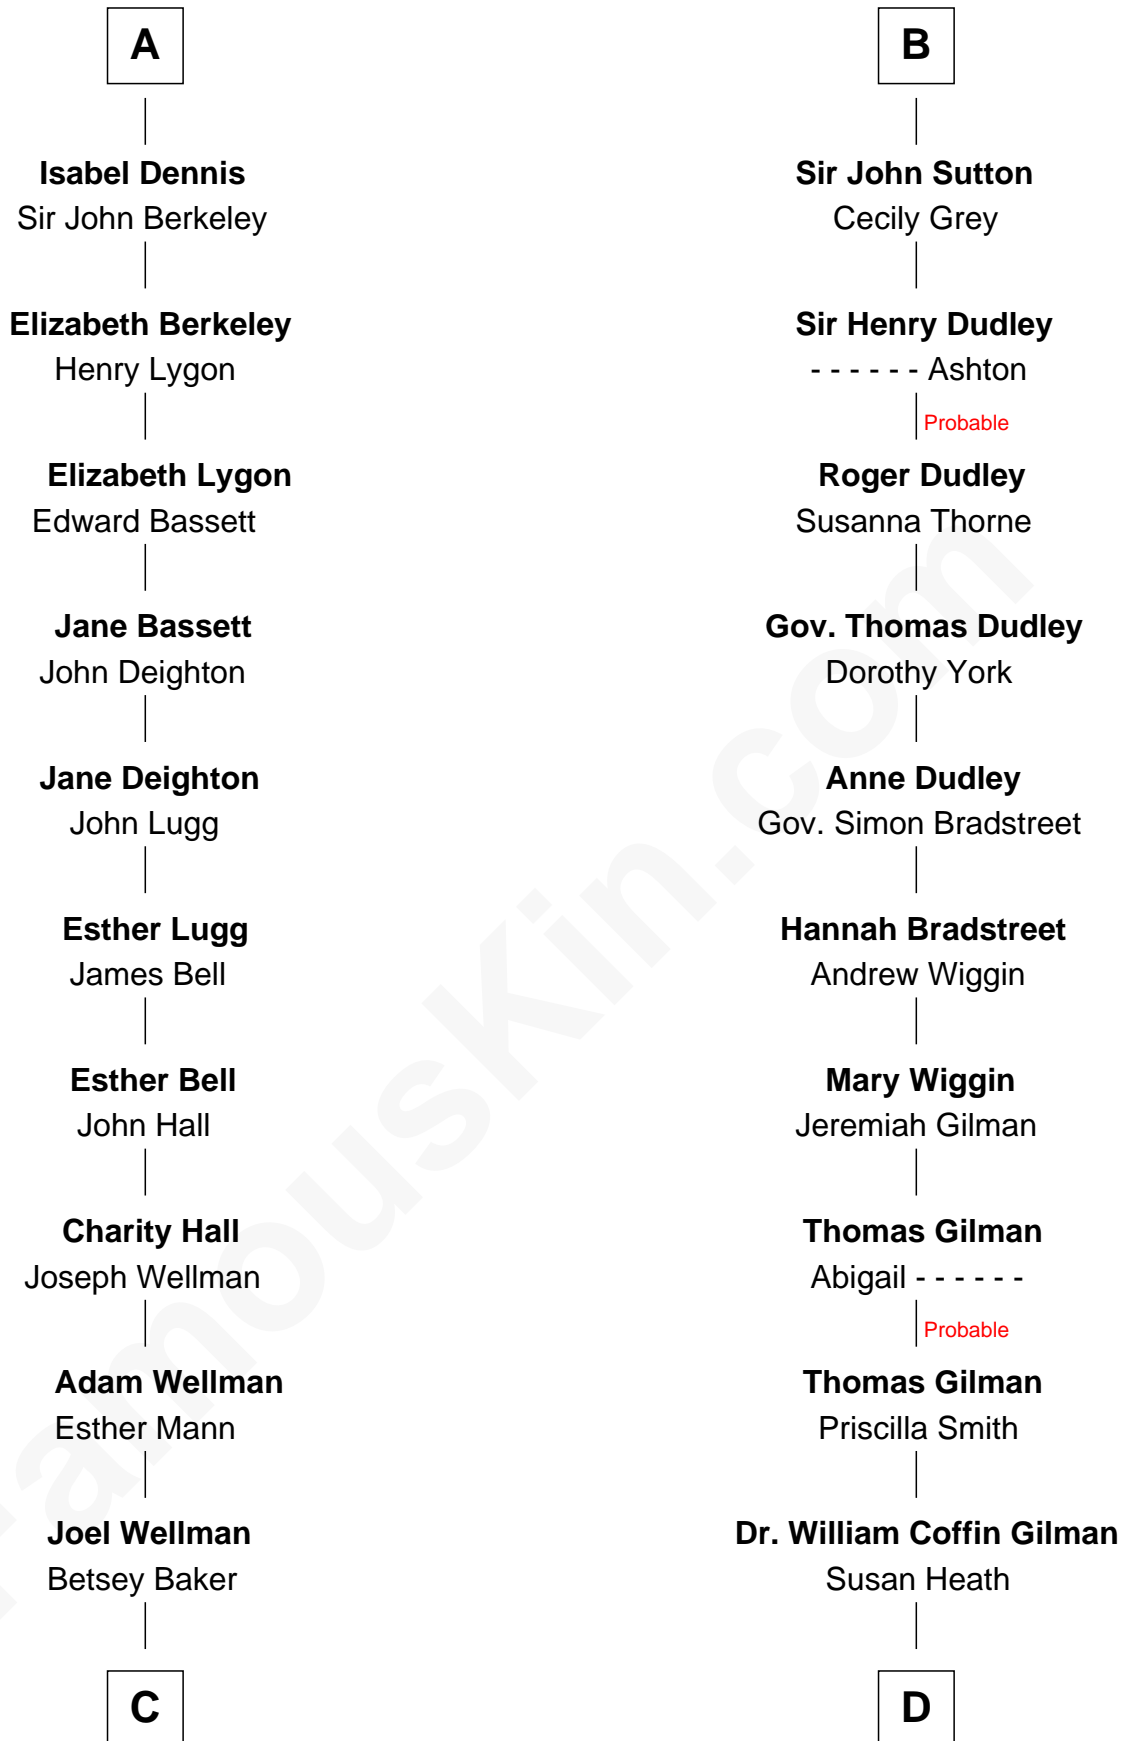 A
Isabel Dennis
Sir John Berkeley
Elizabeth Berkeley
Henry Lygon
Elizabeth Lygon
Edward Bassett
Jane Bassett
John Deighton
Jane Deighton
John Lugg
Esther Lugg
James Bell
Esther Bell
John Hall
Charity Hall
Joseph Wellman
Adam Wellman
Esther Mann
Joel Wellman
Betsey Baker
C
B
Sir John Sutton
Cecily Grey
Sir Henry Dudley
- - - - - - Ashton
Probable
Roger Dudley
Susanna Thorne
Gov. Thomas Dudley
Dorothy York
Anne Dudley
Gov. Simon Bradstreet
Hannah Bradstreet
Andrew Wiggin
Mary Wiggin
Jeremiah Gilman
Thomas Gilman
Abigail - - - - - -
Probable
Thomas Gilman
Priscilla Smith
Dr. William Coffin Gilman
Susan Heath
D
FamousKin.com